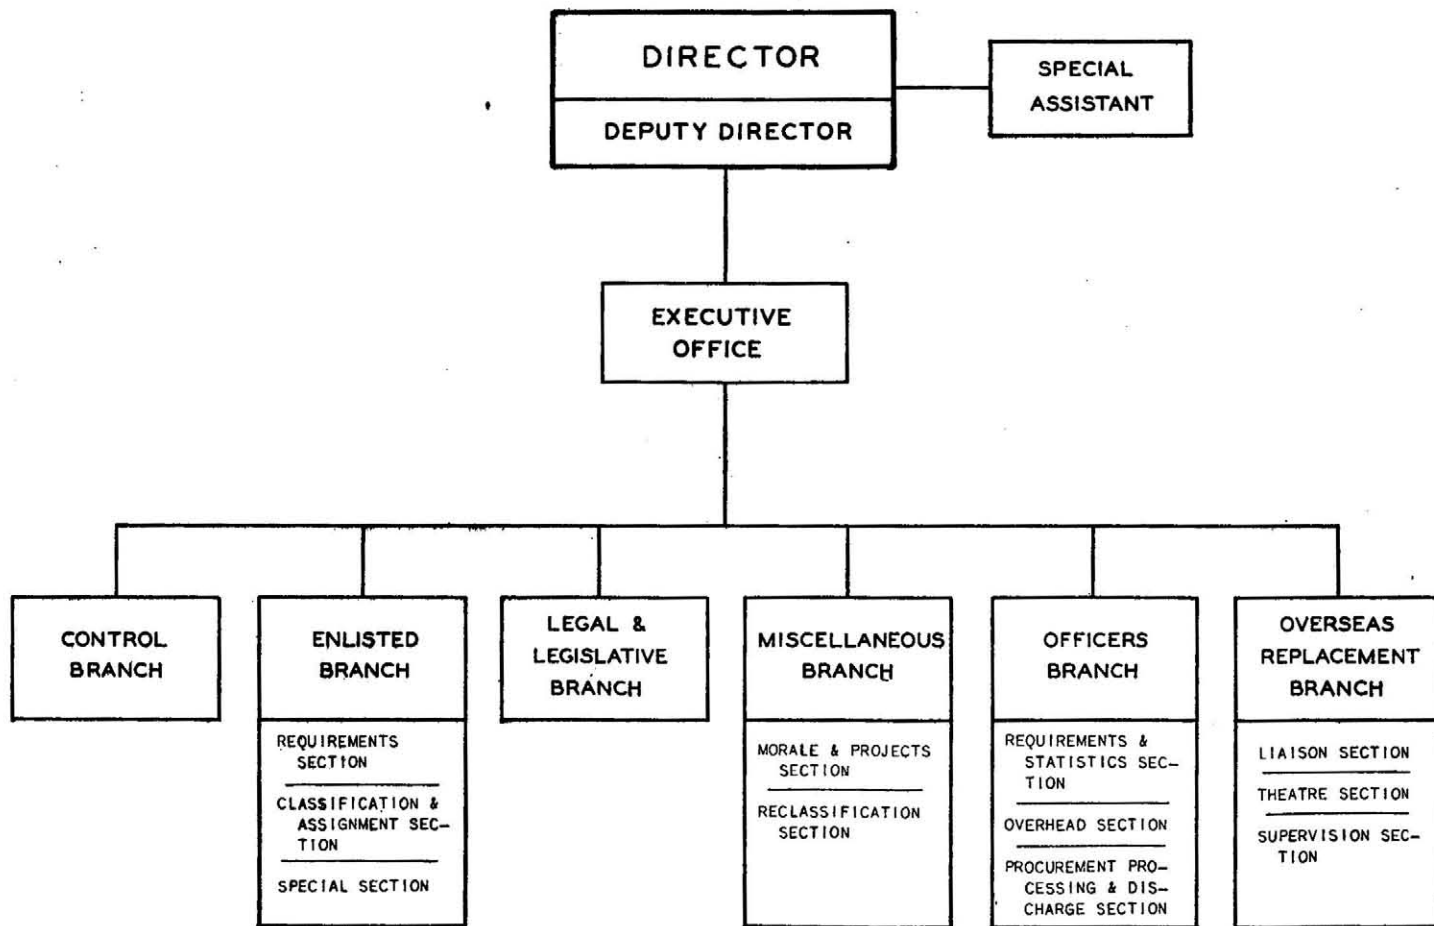 DIRECTOR
DEPUTY DIRECTOR
SPECIAL
ASSISTANT
EXECUTIVE
OFFICE
CONTROL
BRANCH
ENLISTED
BRANCH
REQUIREMENTS
SECTION
CLASSIFICATION &
ASSIGNMENT SEC-
TION
SPECIAL SECTION
LEGAL &
LEGISLATIVE
BRANCH
MISCELLANEOUS
BRANCH
MORALE & PROJECTS
SECTION
RECLASSIFICATION
SECTION
OFFICERS
BRANCH
REQUIREMENTS &
STATISTICS SEC-
TION
OVERHEAD SECTION
PROCUREMENT PRO-
CESSING & DIS-
CHARGE SECTION
OVERSEAS
REPLACEMENT
BRANCH
LIAISON SECTION
THEATRE SECTION
SUPERVISION SEC-
TION